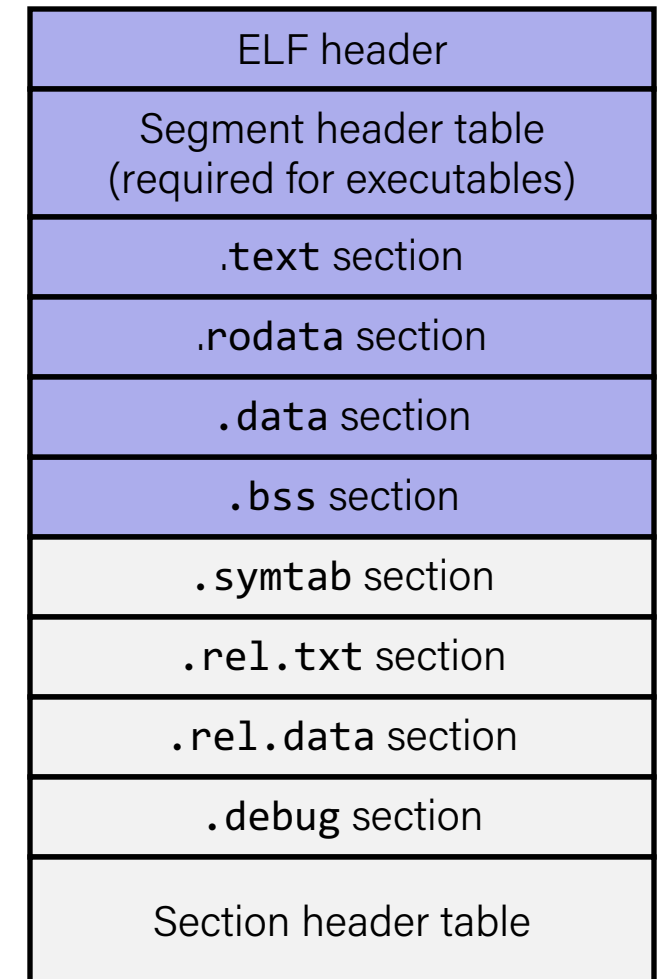 ELF header
Segment header table
(required for executables)
.text section
.rodata section
.data section
.bss section
.symtab section
.rel.txt section
.rel.data section
.debug section
Section header table